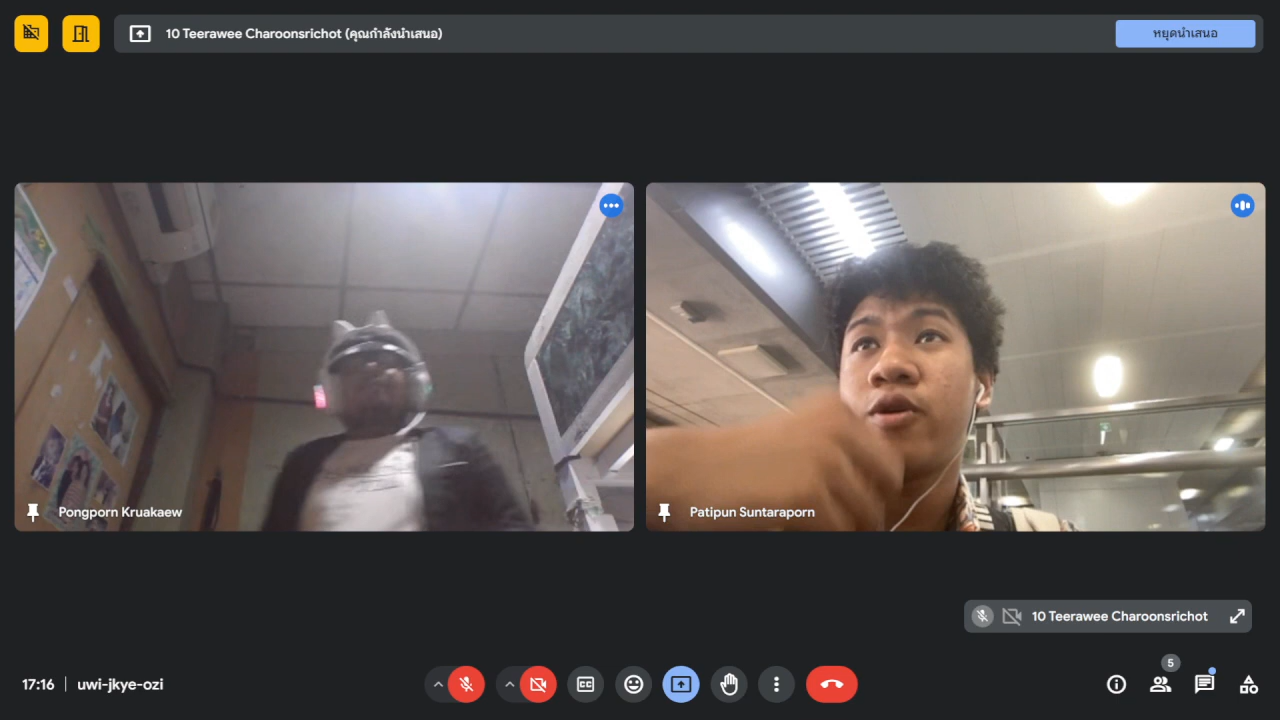 10 Teerawee Charoonsrichot (คุณกำลังนำเสนอ)
หยุดนำเสนอ
Pongporn Kruakaew
Patipun Suntaraporn
10 Teerawee Charoonsrichot
17:16 | uwi-jkye-ozi
CC
5